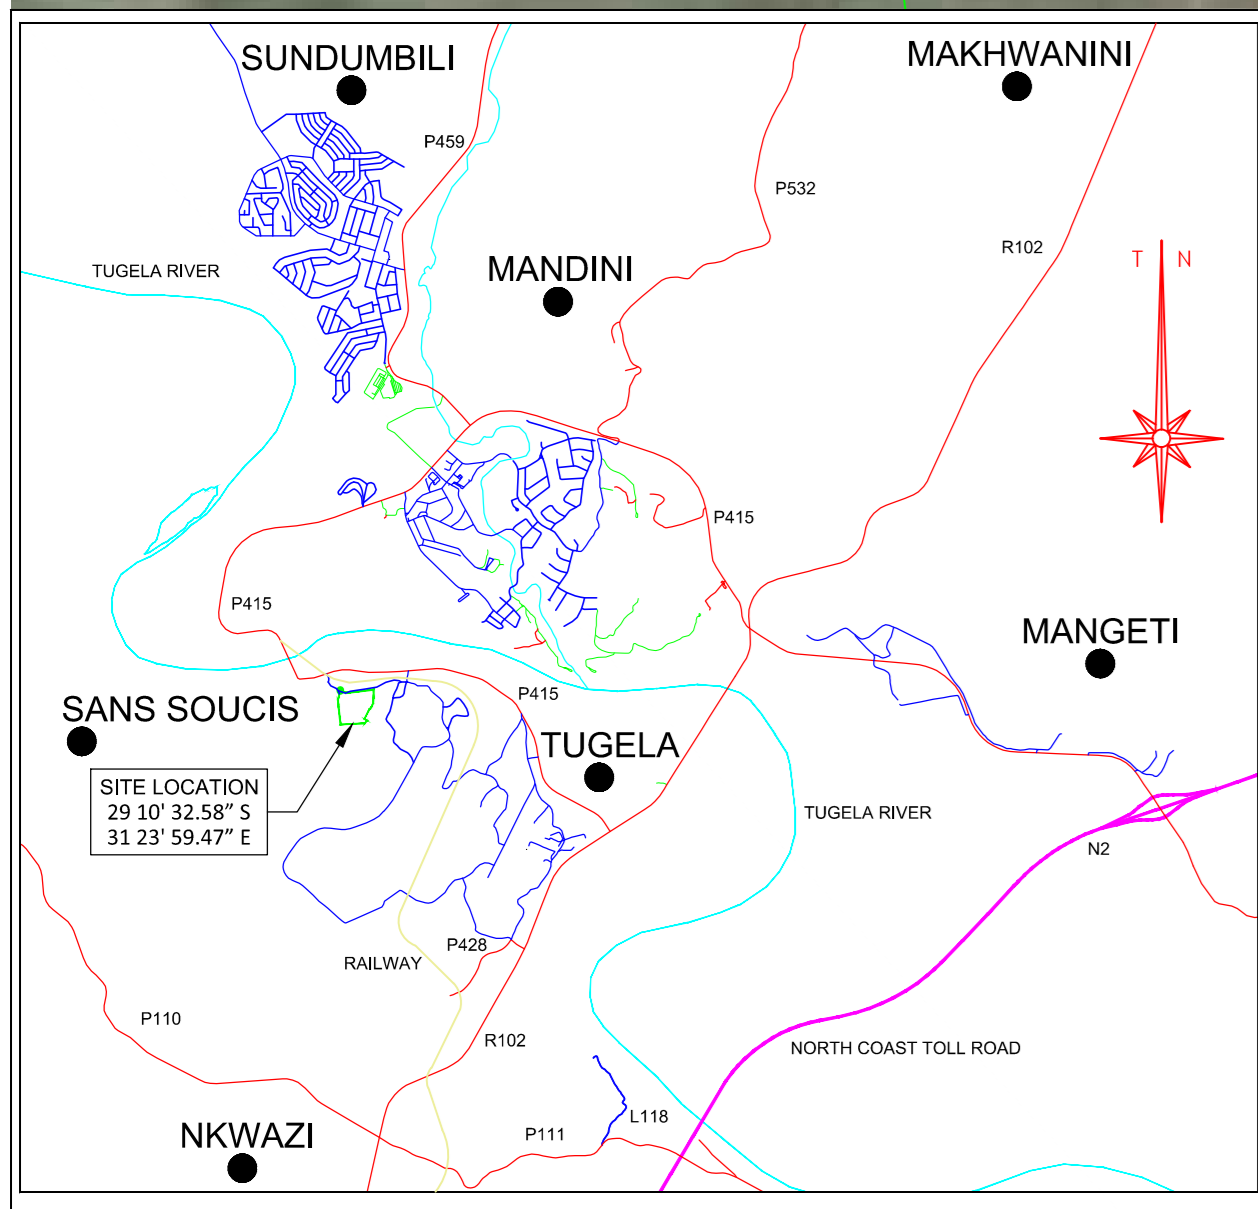 SUNDUMBILI
MAKHWANINI
P459
P532
R102
TUGELA RIVER
MANDINI
T N
P415
P415
MANGETI
P415
SANS SOUCIS
TUGELA
SITE LOCATION
29 10' 32.58” S
31 23' 59.47” E
TUGELA RIVER
N2
P428
RAILWAY
P110
R102
NORTH COAST TOLL ROAD
L118
P111
NKWAZI